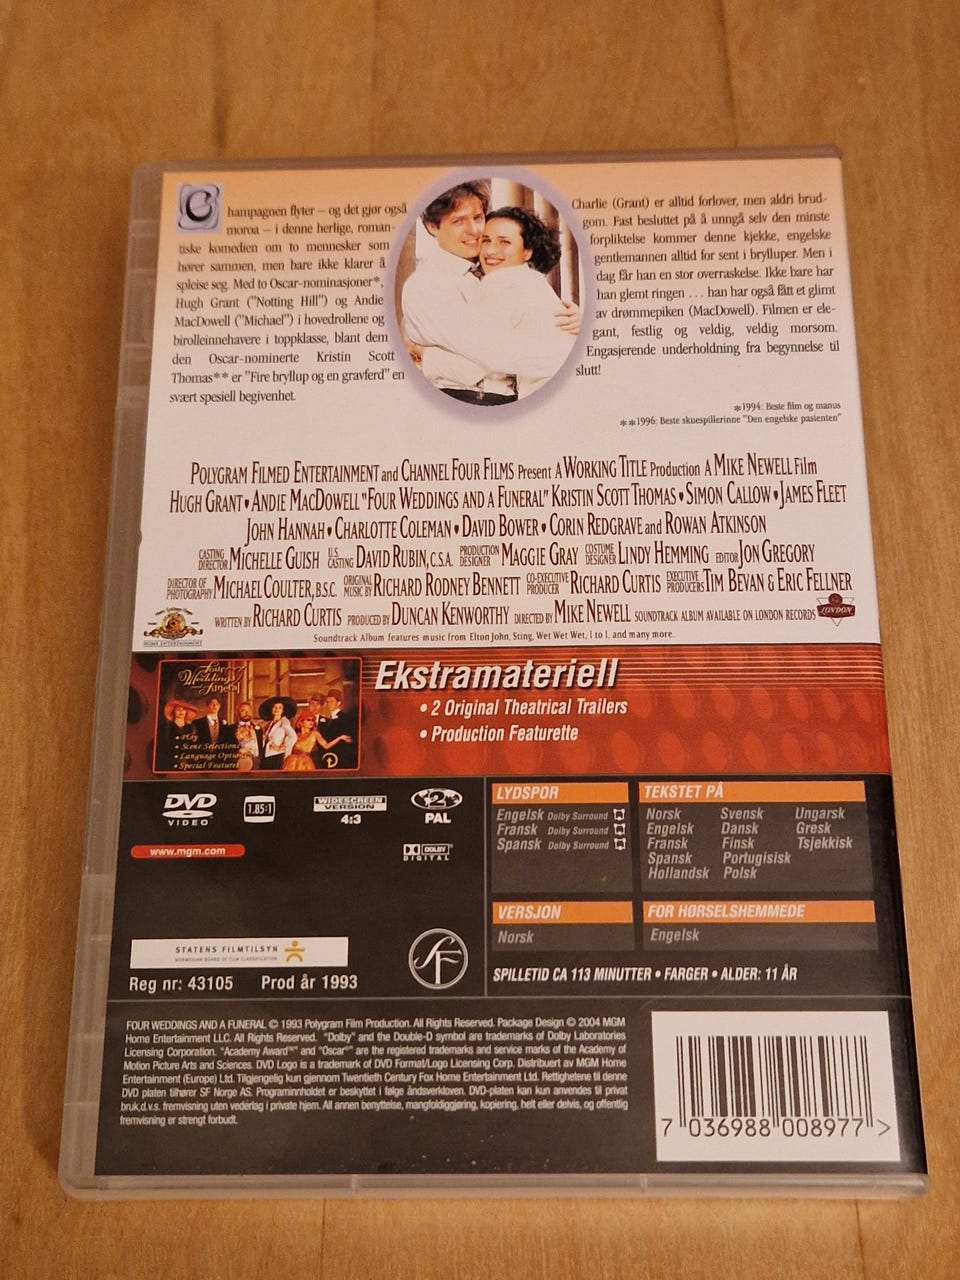 Champagnen flyter – og det gjør også
moroa – i denne herlige, roman-
tiske komedien om to mennesker som
hører sammen, men bare ikke klarer å
spleise seg. Med to Oscar-nominasjoner*,
Hugh Grant ("Notting Hill") og Andie
MacDowell ("Michael") i hovedrollene og
birolleinnehavere i toppklasse, blant dem
den Oscar-nominerte Kristin Scott
Thomas** er "Fire bryllup og en gravferd" en
svært spesiell begivenhet.
Charlie (Grant) er alltid forlover, men aldri brud-
gom. Fast besluttet på å unngå selv den minste
forpliktelse kommer denne kjekke, engelske
gentlemannen alltid for sent i brylluper. Men i
dag får han en stor overraskelse. Ikke bare har
han glemt ringen ... han har også fått et glimt
av drømmepiken (MacDowell). Filmen er ele-
gant, festlig og veldig, veldig morsom.
Engasjerende underholdning fra begynnelse til
slutt!
*1994: Beste film og manus
**1996: Beste skuespillerinne "Den engelske pasienten"
POLYGRAM FILMED ENTERTAINMENT and CHANNEL FOUR FILMS Present A WORKING TITLE Production A MIKE NEWELL Film
HUGH GRANT • ANDIE MACDOWELL "FOUR WEDDINGS AND A FUNERAL" KRISTIN SCOTT THOMAS • SIMON CALLOW • JAMES FLEET
JOHN HANNAH • CHARLOTTE COLEMAN • DAVID BOWER • CORIN REDGRAVE and ROWAN ATKINSON
CASTING DIRECTOR MICHELLE GUISH U.S. CASTING DAVID RUBIN, C.S.A. PRODUCTION DESIGNER MAGGIE GRAY COSTUME DESIGNER LINDY HEMMING EDITOR JON GREGORY
DIRECTOR OF PHOTOGRAPHY MICHAEL COULTER, B.S.C. ORIGINAL MUSIC BY RICHARD RODNEY BENNETT CO-EXECUTIVE PRODUCER RICHARD CURTIS EXECUTIVE PRODUCERS TIM BEVAN & ERIC FELLNER
WRITTEN BY RICHARD CURTIS PRODUCED BY DUNCAN KENWORTHY DIRECTED BY MIKE NEWELL SOUNDTRACK ALBUM AVAILABLE ON LONDON RECORDS
LONDON
Soundtrack Album features music from Elton John, Sting, Wet Wet Wet, 1 to 1, and many more.
HOME ENTERTAINMENT
Four
Weddings
Funeral
• Play
• Scene Selections
• Language Options
• Special Features
Ekstramateriell
• 2 Original Theatrical Trailers
• Production Featurette
DVD
VIDEO
1.85:1
WIDESCREEN
VERSION
4:3
2
PAL
www.mgm.com
DOLBY
DIGITAL
LYDSPOR
Engelsk Dolby Surround
Fransk Dolby Surround
Spansk Dolby Surround
TEKSTET PÅ
Norsk Svensk Ungarsk
Engelsk Dansk Gresk
Fransk Finsk Tsjekkisk
Spansk Portugisisk
Hollandsk Polsk
VERSJON
Norsk
FOR HØRSELSHEMMEDE
Engelsk
STATENS FILMTILSYN
NORWEGIAN BOARD OF FILM CLASSIFICATION
Reg nr: 43105 Prod år 1993
SF
SPILLETID CA 113 MINUTTER • FARGER • ALDER: 11 ÅR
FOUR WEDDINGS AND A FUNERAL © 1993 Polygram Film Production. All Rights Reserved. Package Design © 2004 MGM
Home Entertainment LLC. All Rights Reserved. "Dolby" and the Double-D symbol are trademarks of Dolby Laboratories
Licensing Corporation. "Academy Award™" and "Oscar®" are the registered trademarks and service marks of the Academy of
Motion Picture Arts and Sciences. DVD Logo is a trademark of DVD Format/Logo Licensing Corp. Distribuert av MGM Home
Entertainment (Europe) Ltd. Tilgjengelig kun gjennom Twentieth Century Fox Home Entertainment Ltd. Rettighetene til denne
DVD platen tilhører SF Norge AS. Programinnholdet er beskyttet i følge åndsverkloven. DVD-platen kan kun anvendes til privat
bruk,d.v.s. fremvisning uten vederlag i private hjem. All annen benyttelse, mangfoldiggjøring, kopiering, helt eller delvis, og offentlig
fremvisning er strengt forbudt.
7 036988 008977 >